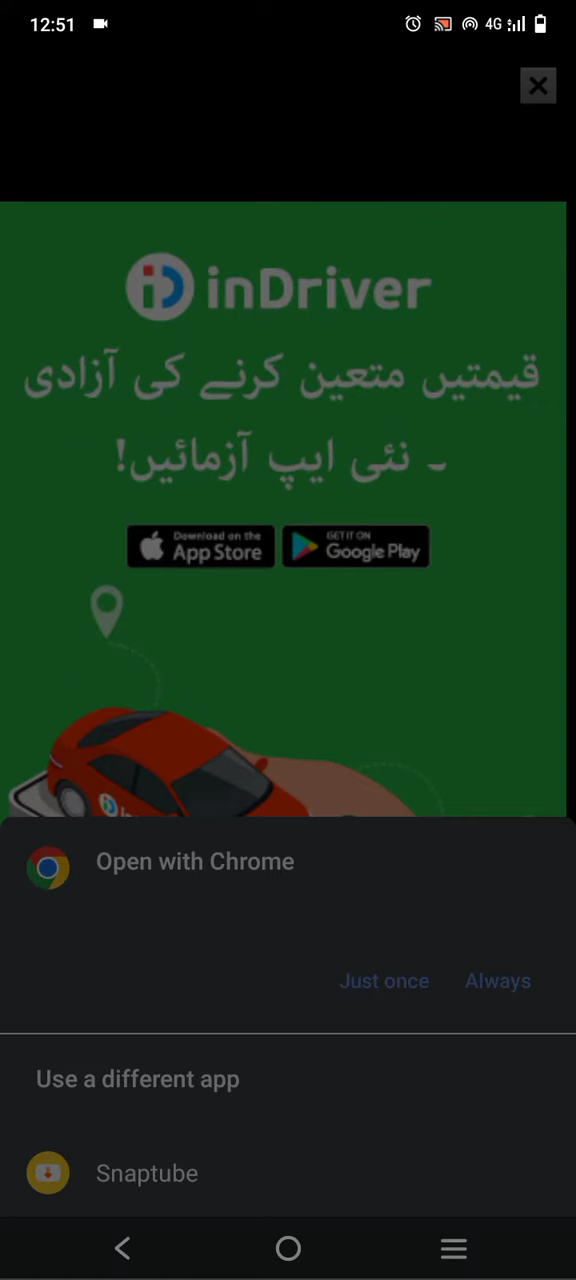 12:51
4G
inDriver
قیمتیں متعین کرنے کی آزادی
۔ نئی ایپ آزمائیں!
Download on the
App Store
GET IT ON
Google Play
Open with Chrome
Just once
Always
Use a different app
Snaptube